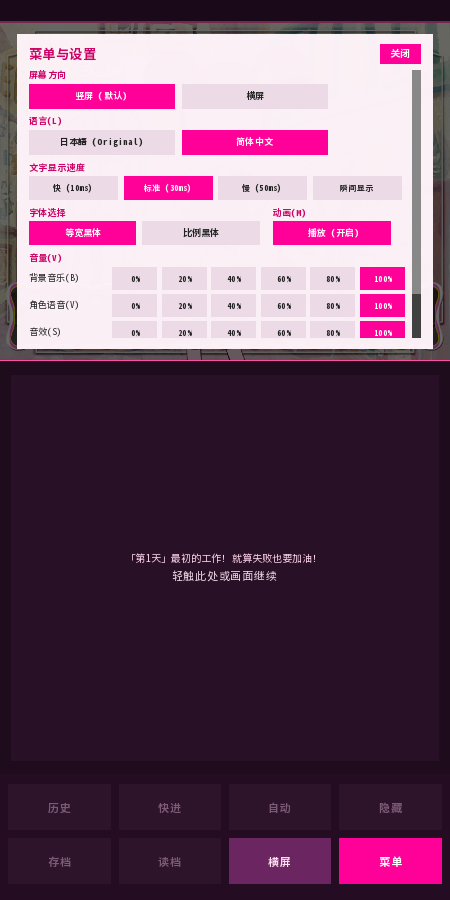 菜单与设置
关闭
屏幕方向
竖屏 (默认)
横屏
语言(L)
日本語 (Original)
简体中文
文字显示速度
快 (10ms)
标准 (30ms)
慢 (50ms)
瞬间显示
字体选择
动画(M)
等宽黑体
比例黑体
播放 (开启)
音量(V)
背景音乐(B)
0%
20%
40%
60%
80%
100%
角色语音(V)
0%
20%
40%
60%
80%
100%
音效(S)
0%
20%
40%
60%
80%
100%
「第1天」最初的工作! 就算失败也要加油!
轻触此处或画面继续
历史
快进
自动
隐藏
存档
读档
横屏
菜单